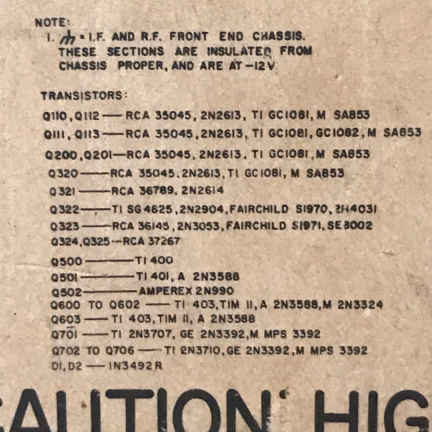 NOTE:
1. = I.F. AND R.F. FRONT END CHASSIS.
THESE SECTIONS ARE INSULATED FROM
CHASSIS PROPER, AND ARE AT -12V.
TRANSISTORS:
Q110, Q112 — RCA 35045, 2N2613, TI GC1081, M SA853
Q111, Q113 — RCA 35045, 2N2613, TI GC1081, GC1082, M SA853
Q200, Q201 — RCA 35045, 2N2613, TI GC1081, M SA853
Q320 — RCA 35045, 2N2613, TI GC1081, M SA853
Q321 — RCA 36789, 2N2614
Q322 — TI SG4625, 2N2904, FAIRCHILD S1970, 2N4031
Q323 — RCA 36145, 2N3053, FAIRCHILD S1971, SE8002
Q324, Q325 — RCA 37267
Q500 — TI 400
Q501 — TI 401, A 2N3588
Q502 — AMPEREX 2N990
Q600 TO Q602 — TI 403, TIM 11, A 2N3588, M 2N3324
Q603 — TI 403, TIM 11, A 2N3588
Q701 — TI 2N3707, GE 2N3392, M MPS 3392
Q702 TO Q706 — TI 2N3710, GE 2N3392, M MPS 3392
D1, D2 — 1N3492R
CAUTION: HIG